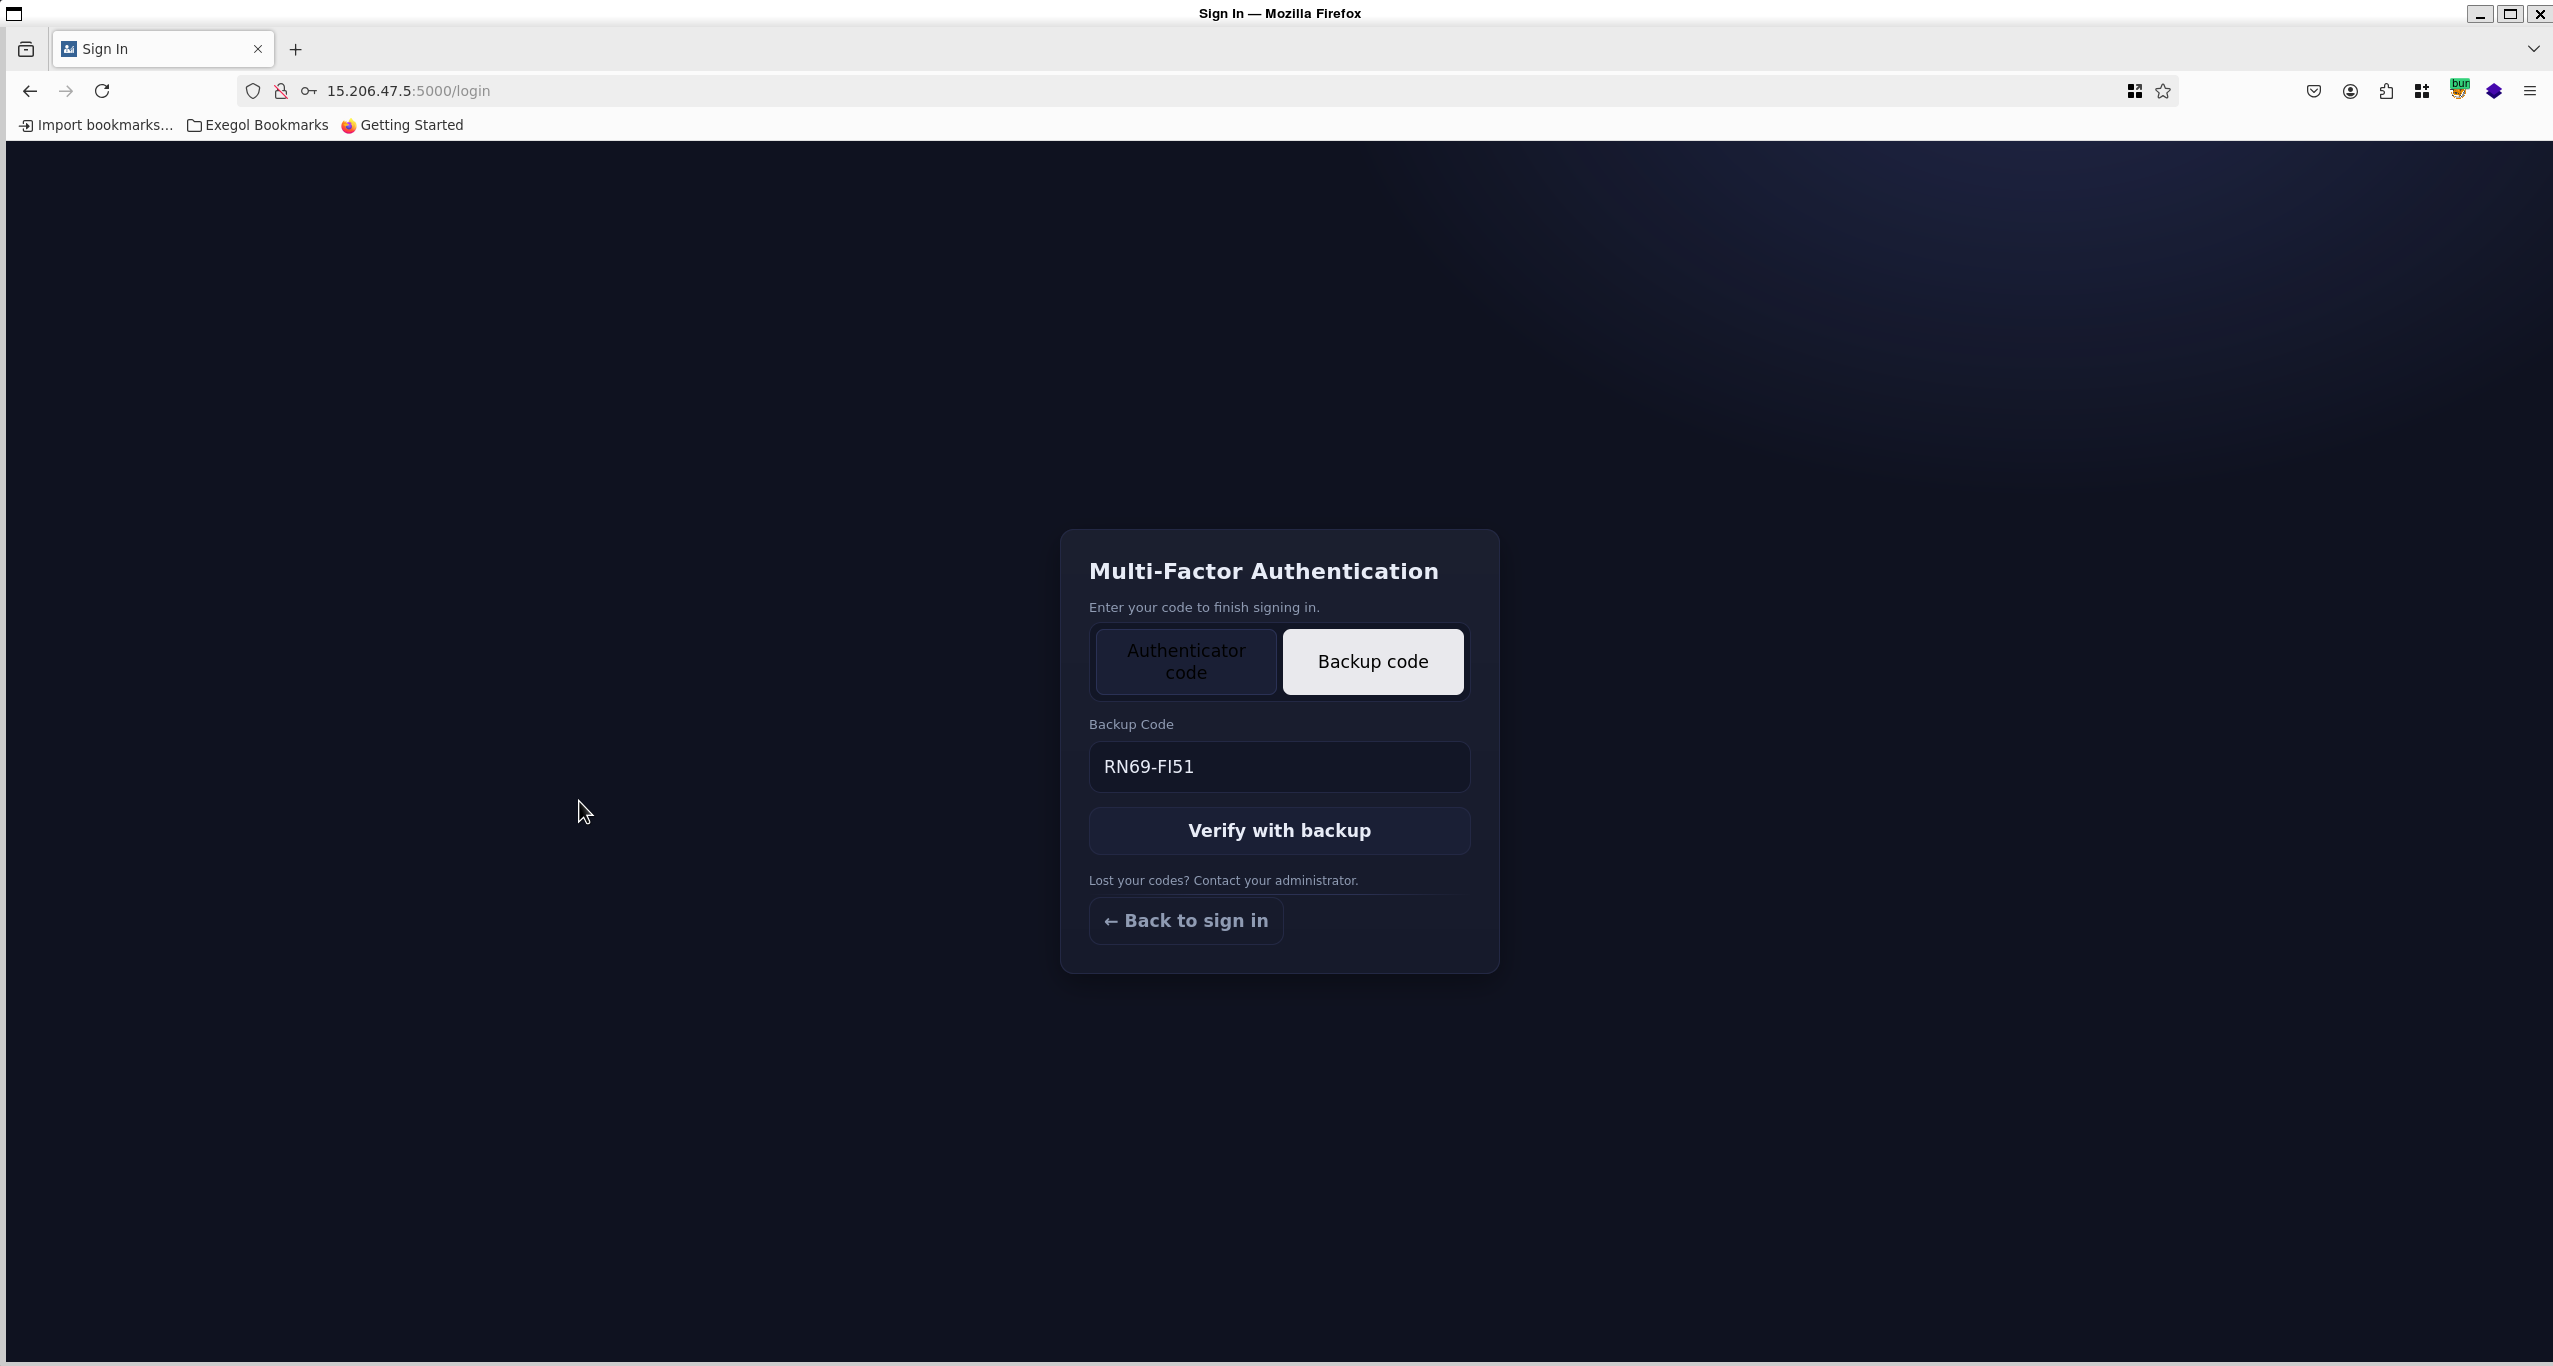 Sign In — Mozilla Firefox
Sign In
15.206.47.5:5000/login
bur
Import bookmarks... Exegol Bookmarks Getting Started
Multi-Factor Authentication
Enter your code to finish signing in.
Authenticator
code
Backup code
Backup Code
RN69-FI51
Verify with backup
Lost your codes? Contact your administrator.
← Back to sign in